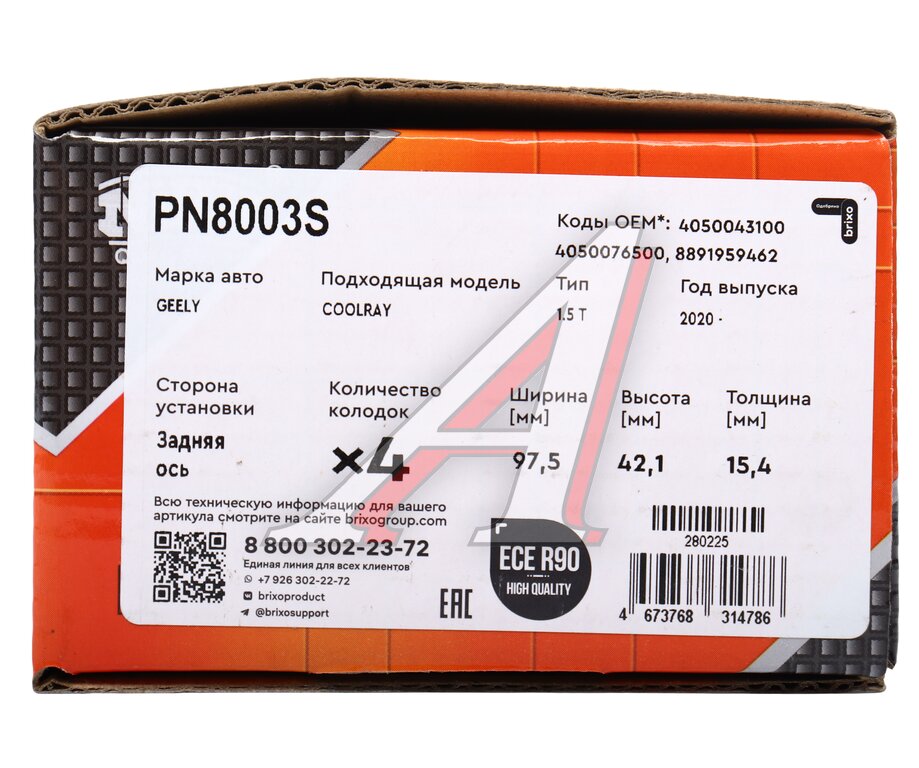 PN8003S
Коды OEM*: 4050043100
4050076500, 8891959462
Одобрено
brixo
Марка авто
GEELY
Подходящая модель
COOLRAY
Тип
1.5 T
Год выпуска
2020 -
Сторона
установки
Задняя
ось
Количество
колодок
×4
Ширина
[мм]
97,5
Высота
[мм]
42,1
Толщина
[мм]
15,4
Всю техническую информацию для вашего
артикула смотрите на сайте brixogroup.com
8 800 302-23-72
Единая линия для всех клиентов
+7 926 302-22-72
brixoproduct
@brixosupport
EAC
ECE R90
HIGH QUALITY
280225
4 673768 314786